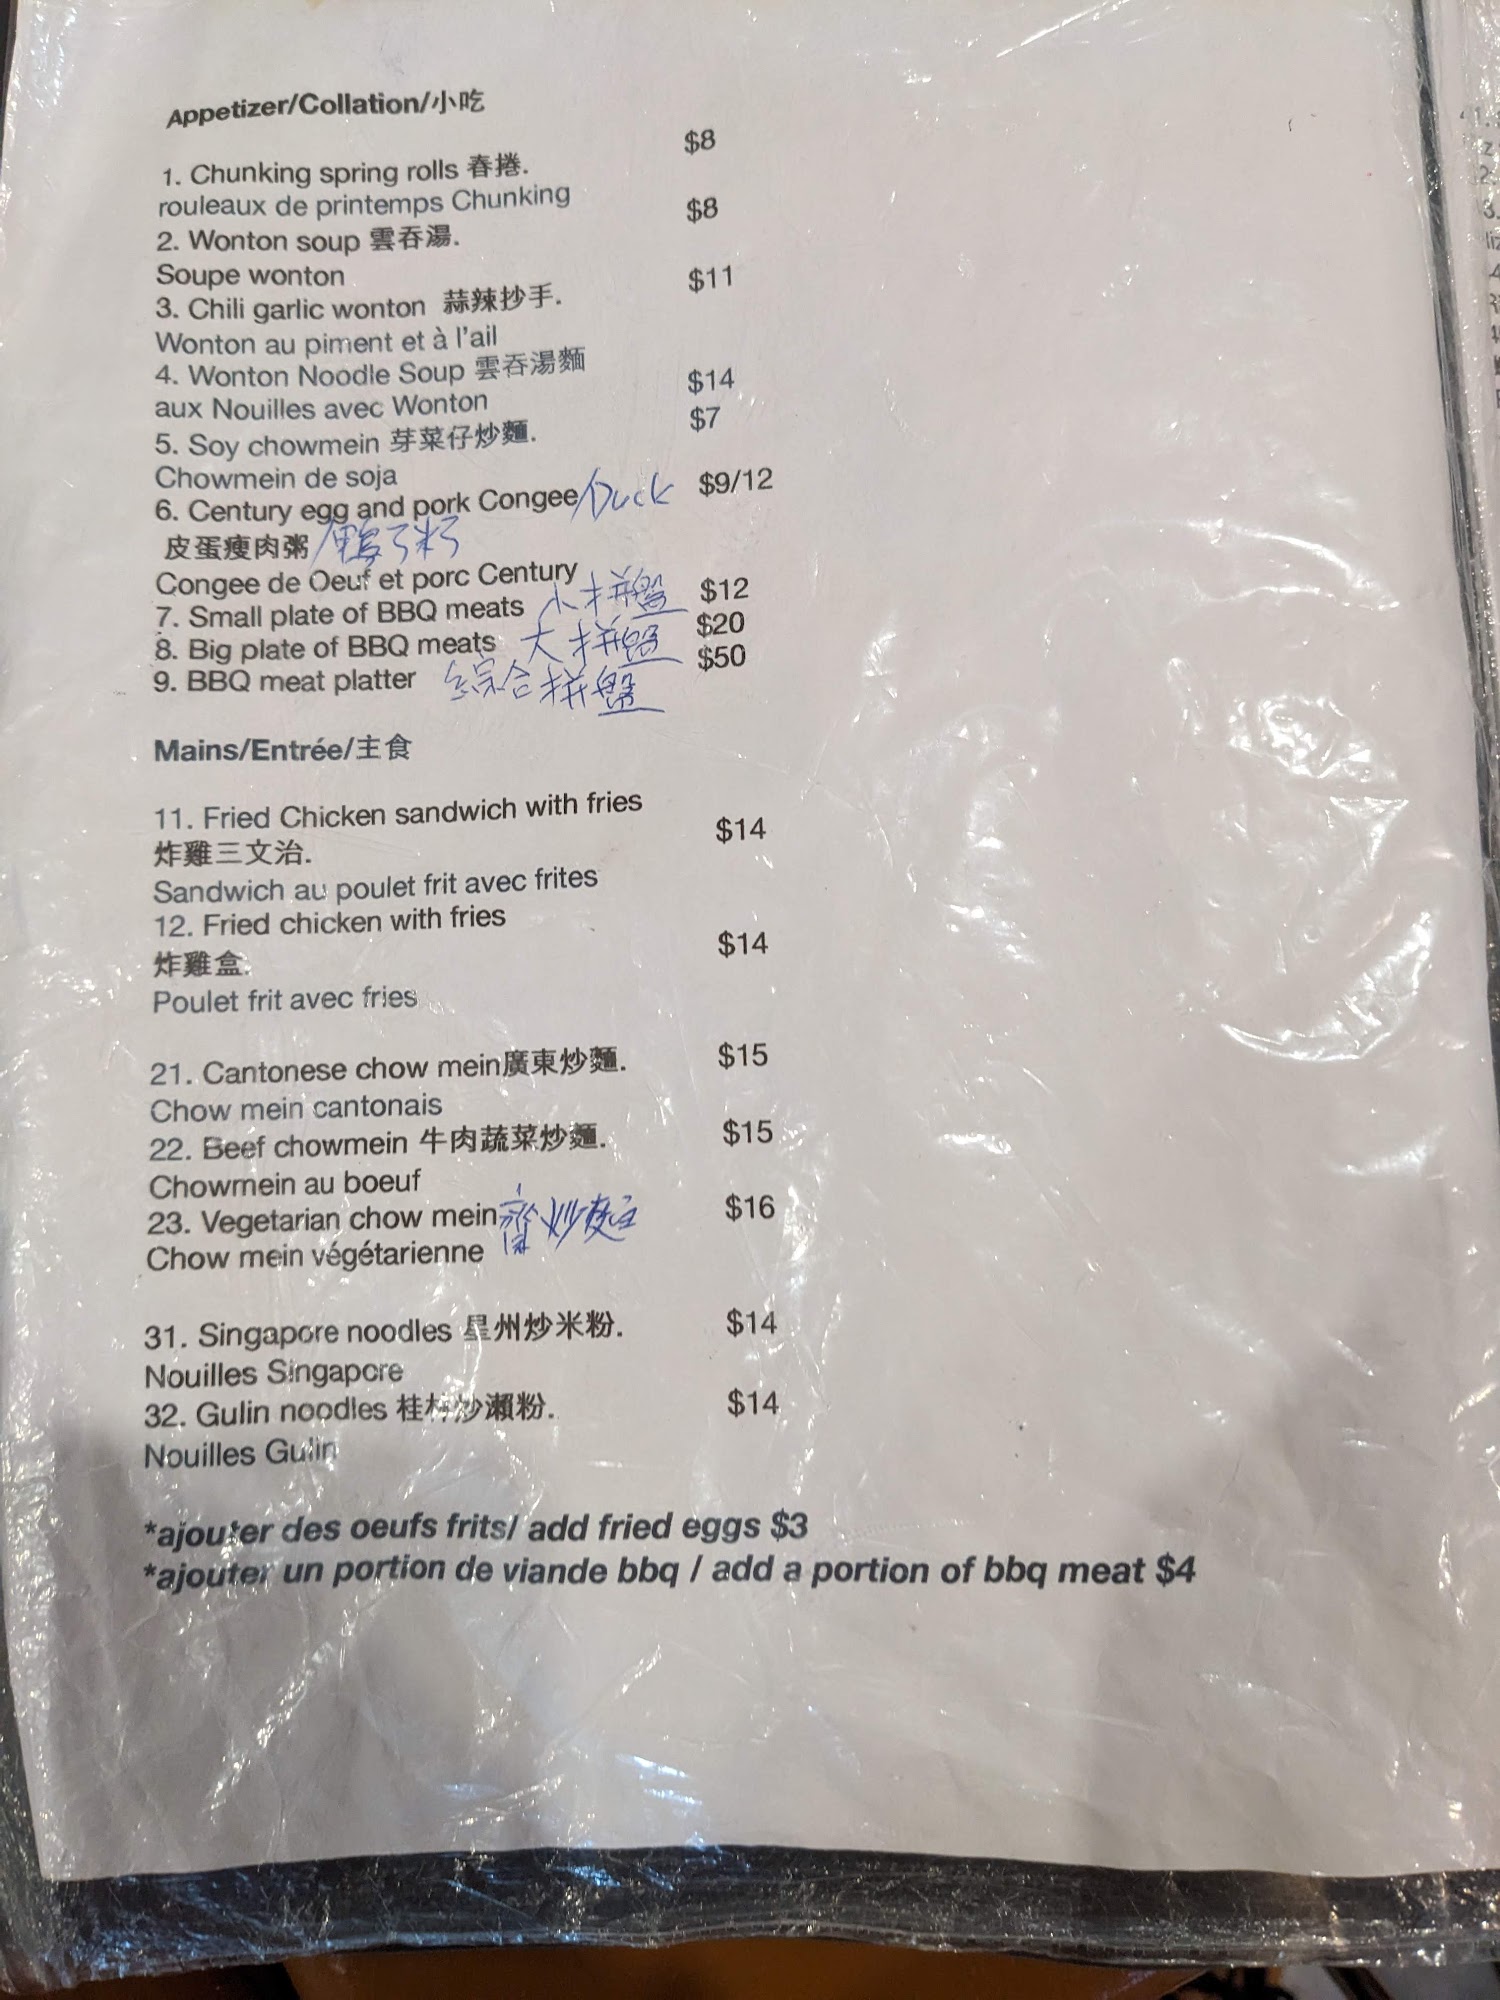 Appetizer/Collation/小吃
1. Chunking spring rolls 春捲. $8
rouleaux de printemps Chunking
2. Wonton soup 雲吞湯. $8
Soupe wonton
3. Chili garlic wonton 蒜辣抄手. $11
Wonton au piment et à l'ail
4. Wonton Noodle Soup 雲吞湯麵 $14
aux Nouilles avec Wonton
5. Soy chowmein 芽菜仔炒麵. $7
Chowmein de soja
6. Century egg and pork Congee/Duck $9/12
皮蛋瘦肉粥/鴨
Congee de Oeuf et porc Century
7. Small plate of BBQ meats 小拼盤 $12
8. Big plate of BBQ meats 大拼盤 $20
9. BBQ meat platter 綜合拼盤 $50
Mains/Entrée/主食
11. Fried Chicken sandwich with fries
炸雞三文治. $14
Sandwich au poulet frit avec frites
12. Fried chicken with fries
炸雞盒. $14
Poulet frit avec fries
21. Cantonese chow mein廣東炒麵. $15
Chow mein cantonais
22. Beef chowmein 牛肉蔬菜炒麵. $15
Chowmein au boeuf
23. Vegetarian chow mein齋炒麵 $16
Chow mein végétarienne
31. Singapore noodles 星州炒米粉. $14
Nouilles Singapore
32. Gulin noodles 桂林炒瀨粉. $14
Nouilles Gulin
*ajouter des oeufs frits/ add fried eggs $3
*ajouter un portion de viande bbq / add a portion of bbq meat $4